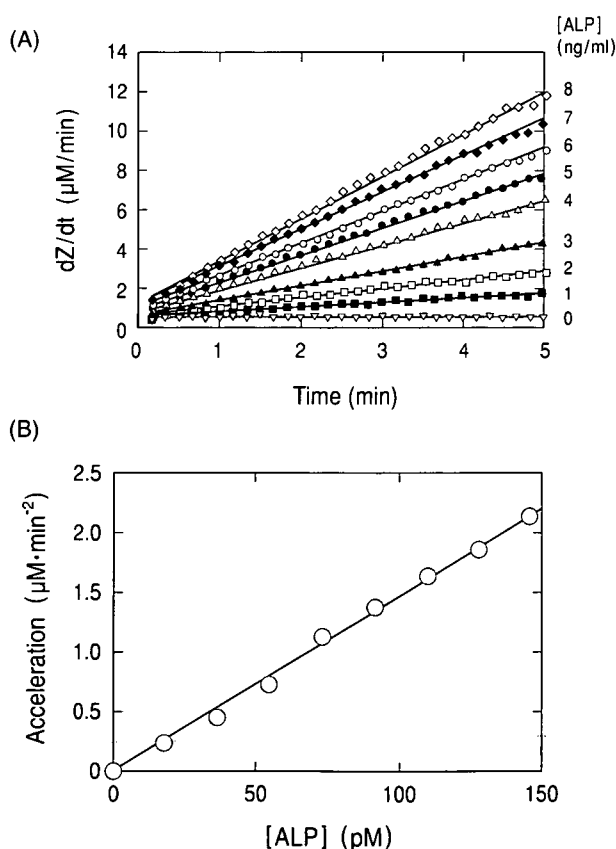 (A)
[ALP]
(ng/ml)
14
12
10
8
6
4
2
0
dZ/dt (µM/min)
8
7
6
5
4
3
2
1
0
0 1 2 3 4 5
Time (min)
(B)
2.5
2.0
1.5
1.0
0.5
0
Acceleration (µM·min⁻²)
0 50 100 150
[ALP] (pM)